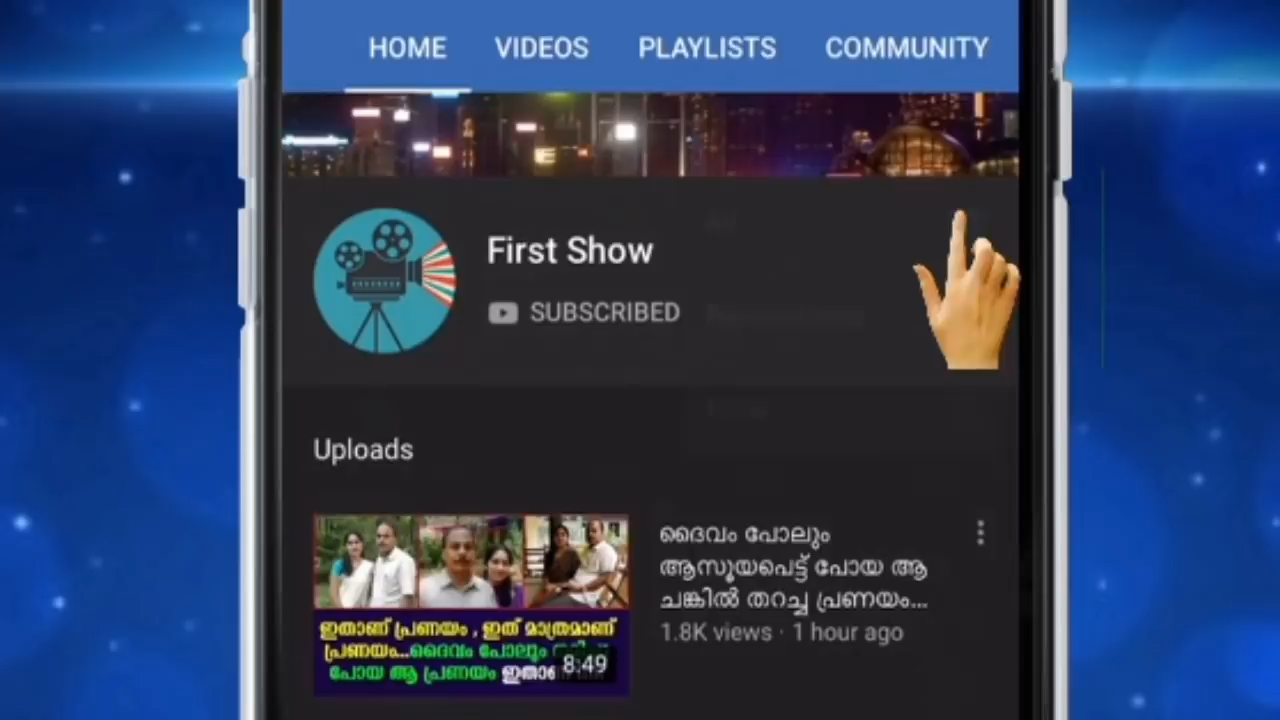 HOME VIDEOS PLAYLISTS COMMUNITY
First Show
SUBSCRIBED
Uploads
ദൈവം പോലും
ആസൂയപെട്ട് പോയ ആ
ചങ്കിൽ തറച്ച പ്രണയം...
1.8K views · 1 hour ago
ഇതാണ് പ്രണയം , ഇത് മാത്രമാണ്
പ്രണയം...ദൈവം പോലും
പോയ ആ പ്രണയം
8:49